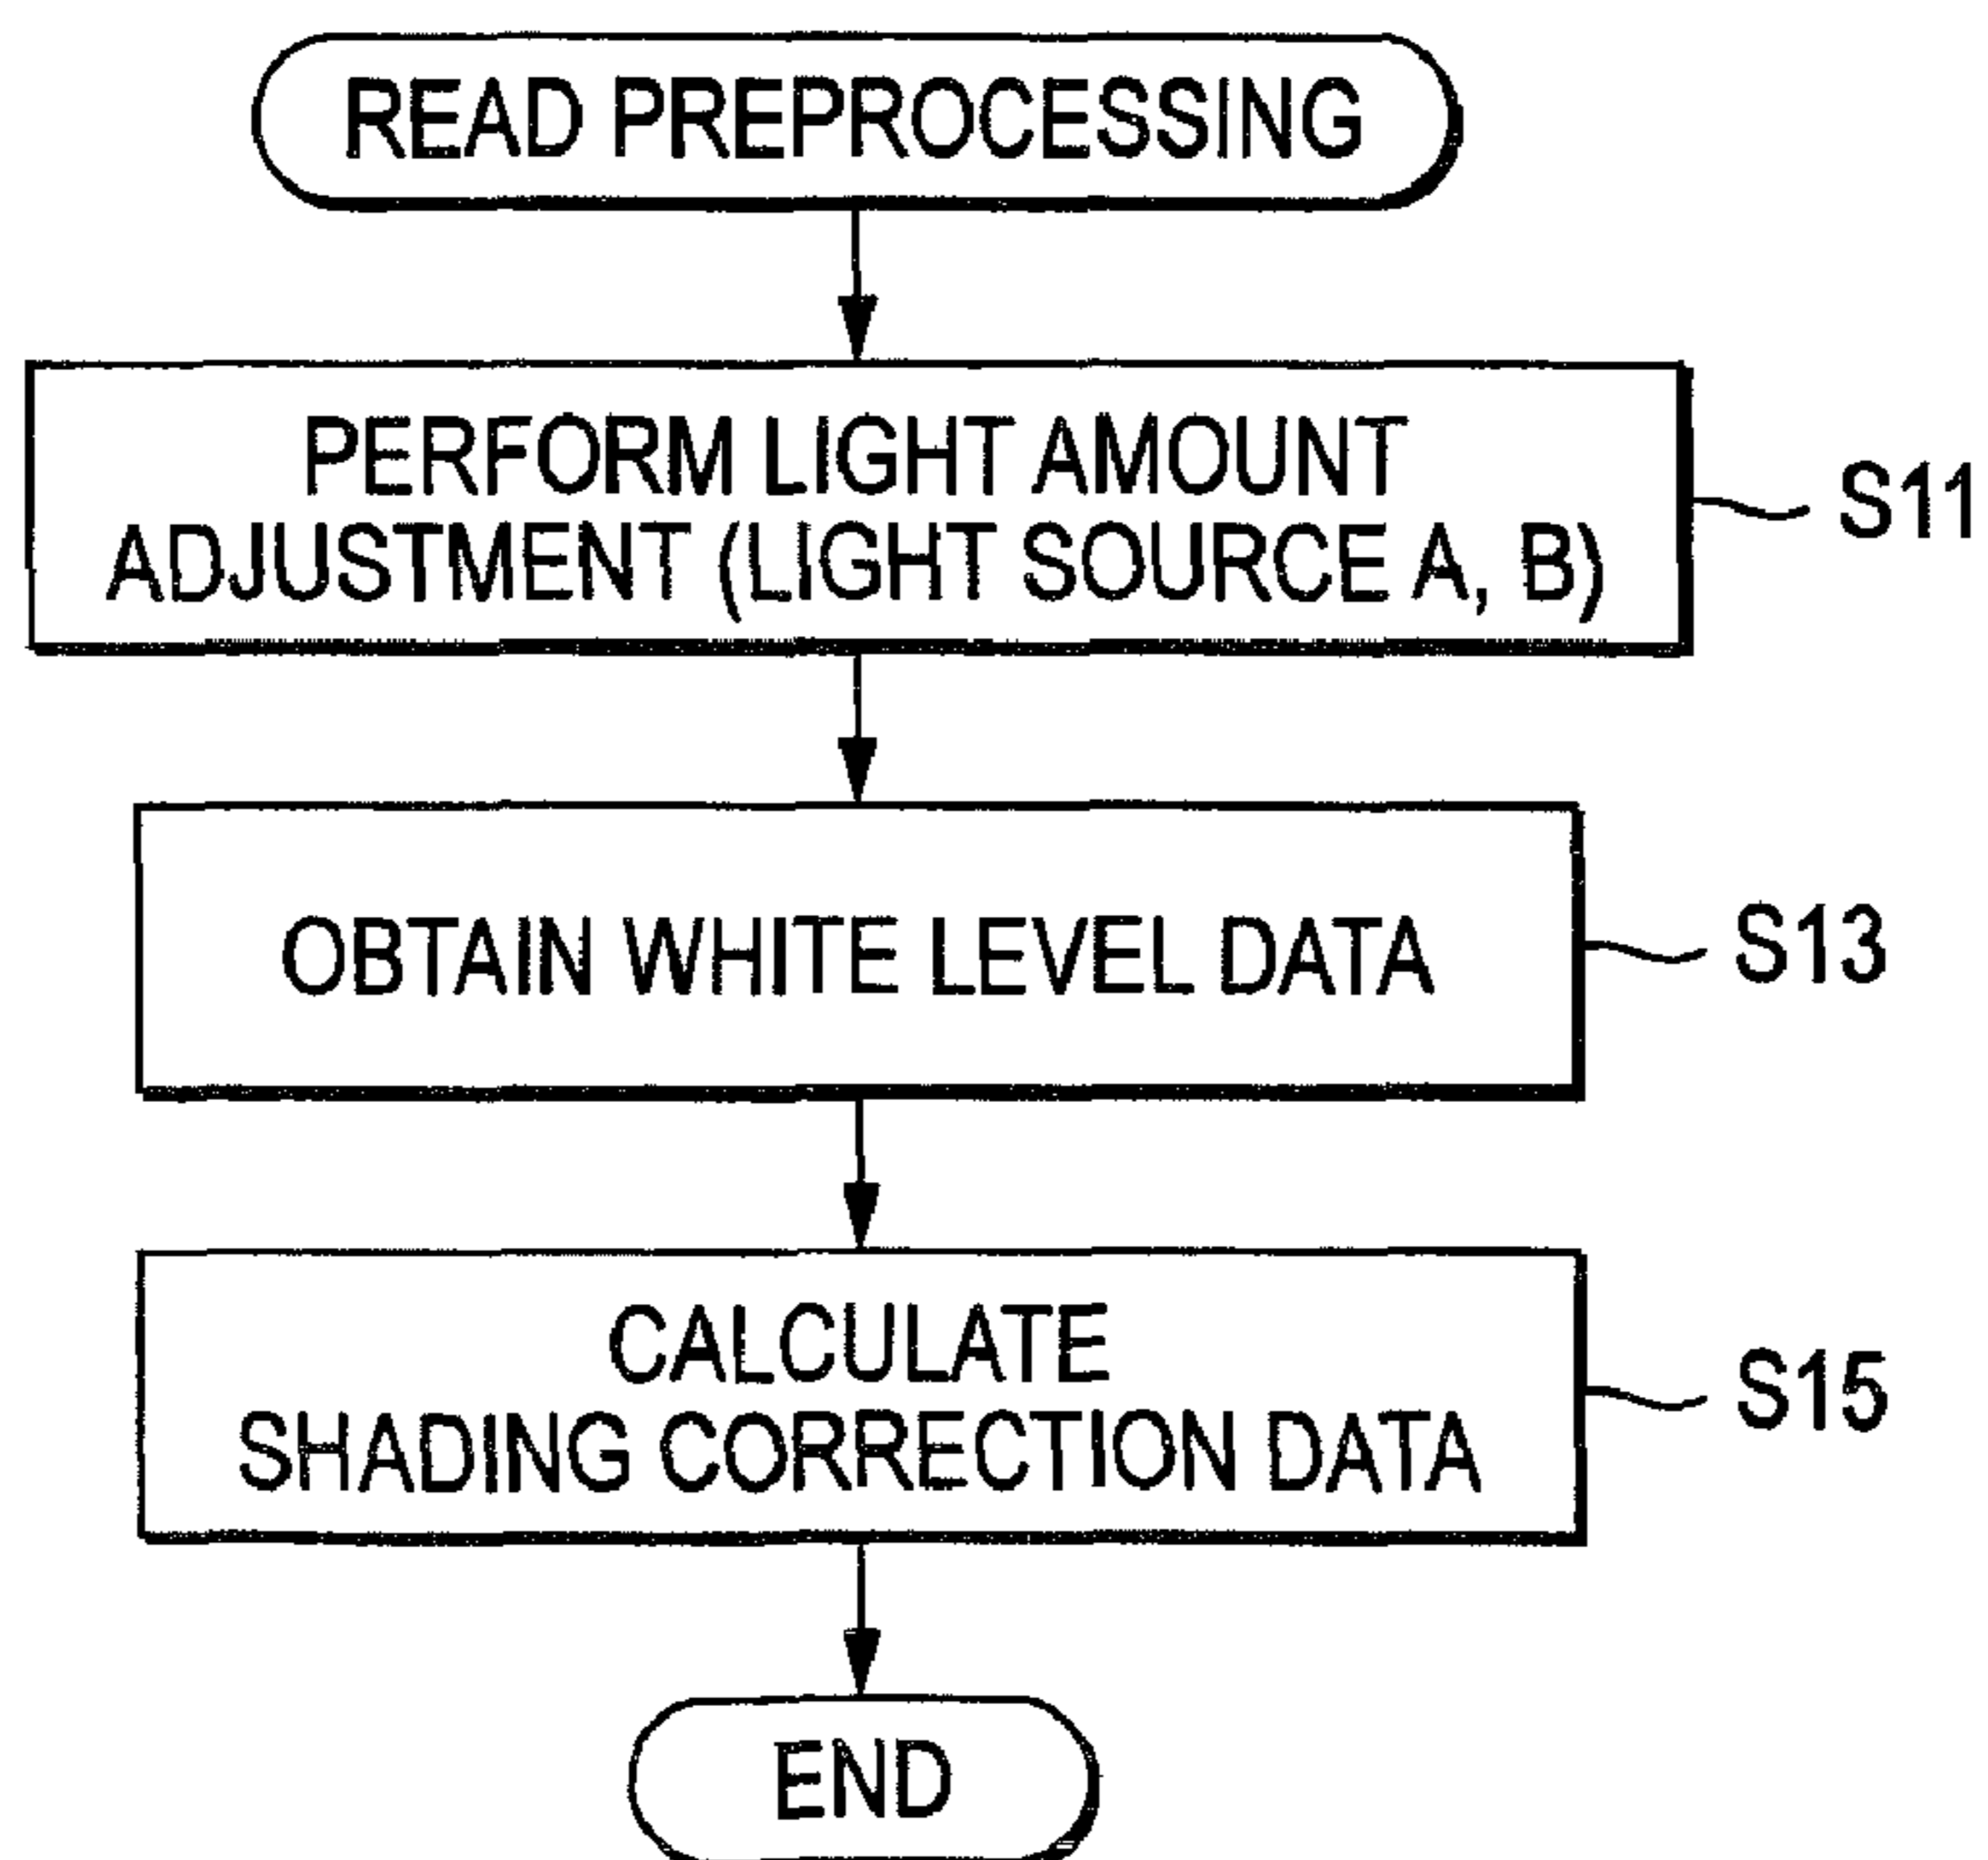 READ PREPROCESSING
PERFORM LIGHT AMOUNT
ADJUSTMENT (LIGHT SOURCE A, B)
S11
OBTAIN WHITE LEVEL DATA
S13
CALCULATE
SHADING CORRECTION DATA
S15
END